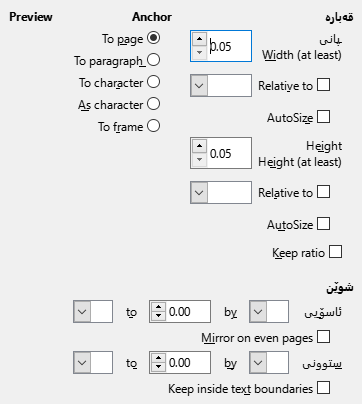 قەبارە
Anchor
Preview
پانی
Width (at least)
0.05
To page
To paragraph
Relative to
To character
As character
AutoSize
To frame
Height
Height (at least)
0.05
Relative to
AutoSize
Keep ratio
شوێن
ئاسۆیی
by
0.00
to
Mirror on even pages
ستوونی
by
0.00
to
Keep inside text boundaries